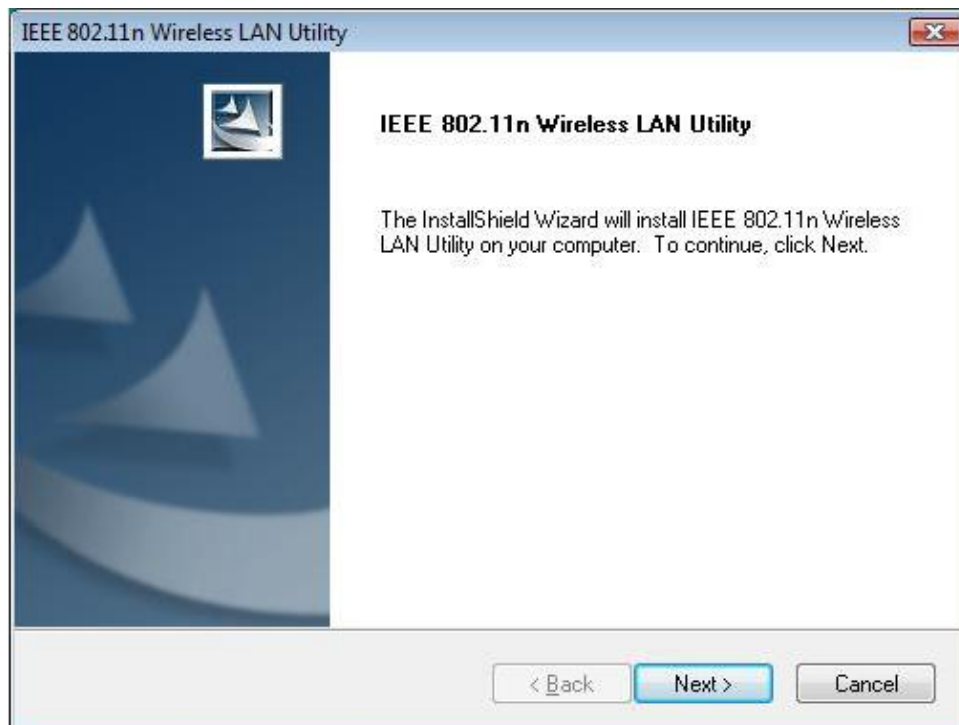 IEEE 802.11n Wireless LAN Utility
IEEE 802.11n Wireless LAN Utility
The InstallShield Wizard will install IEEE 802.11n Wireless
LAN Utility on your computer. To continue, click Next.
< Back
Next >
Cancel